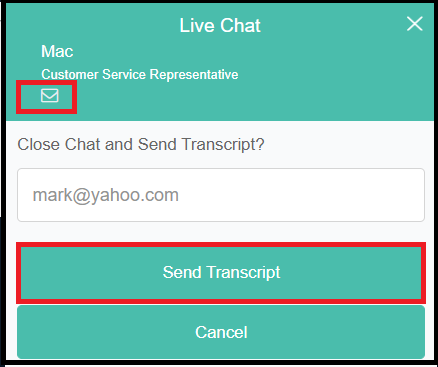 Live Chat
Mac
Customer Service Representative
Close Chat and Send Transcript?
mark@yahoo.com
Send Transcript
Cancel